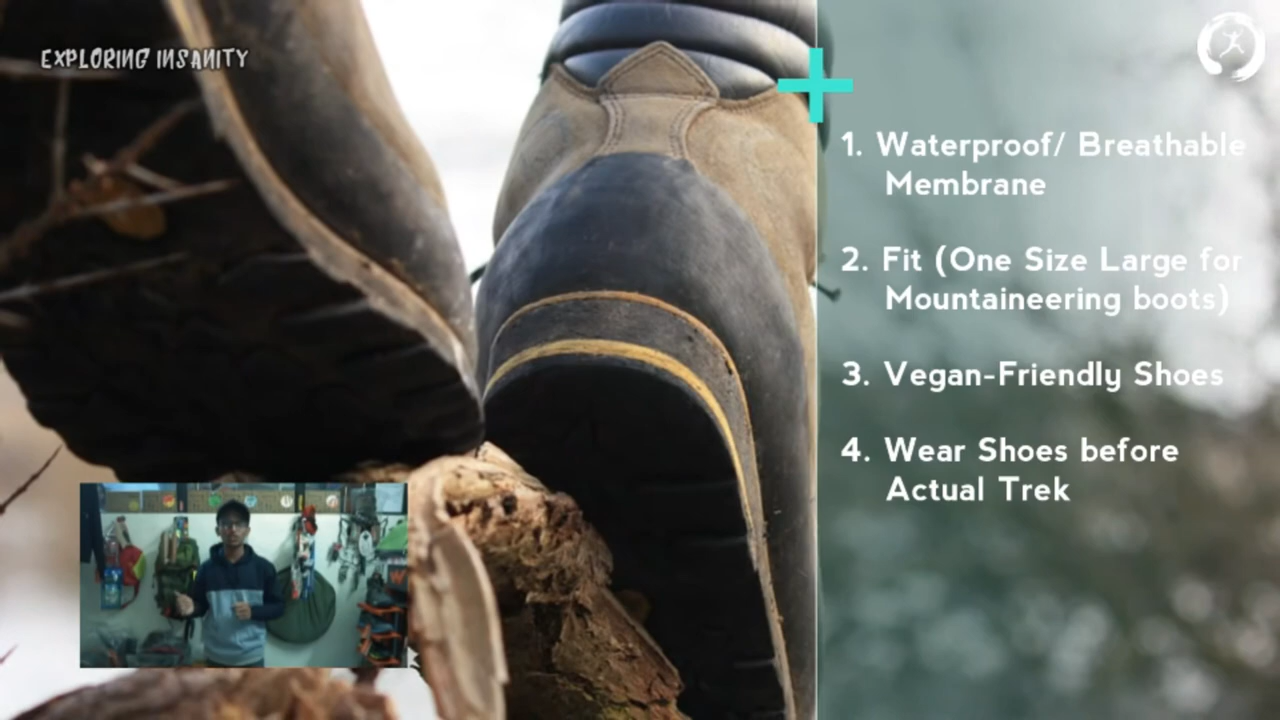 EXPLORING INSANITY
1. Waterproof/ Breathable
Membrane
2. Fit (One Size Large for
Mountaineering boots)
3. Vegan-Friendly Shoes
4. Wear Shoes before
Actual Trek